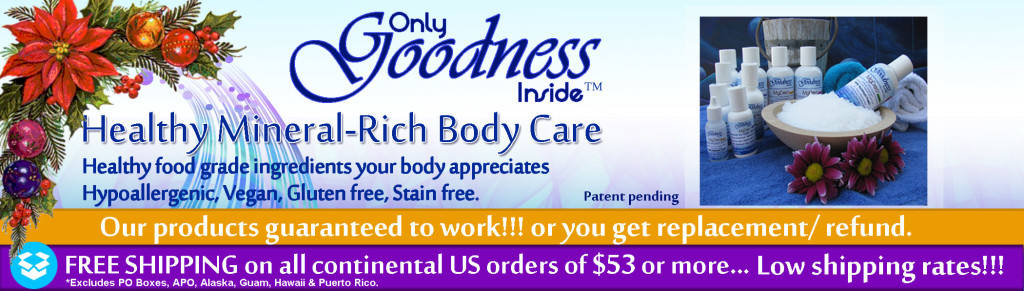 Only
Goodness
Inside™
Healthy Mineral-Rich Body Care
Healthy food grade ingredients your body appreciates
Hypoallergenic, Vegan, Gluten free, Stain free.
Patent pending
Our products guaranteed to work!!! or you get replacement/ refund.
FREE SHIPPING on all continental US orders of $53 or more... Low shipping rates!!!
*Excludes PO Boxes, APO, Alaska, Guam, Hawaii & Puerto Rico.